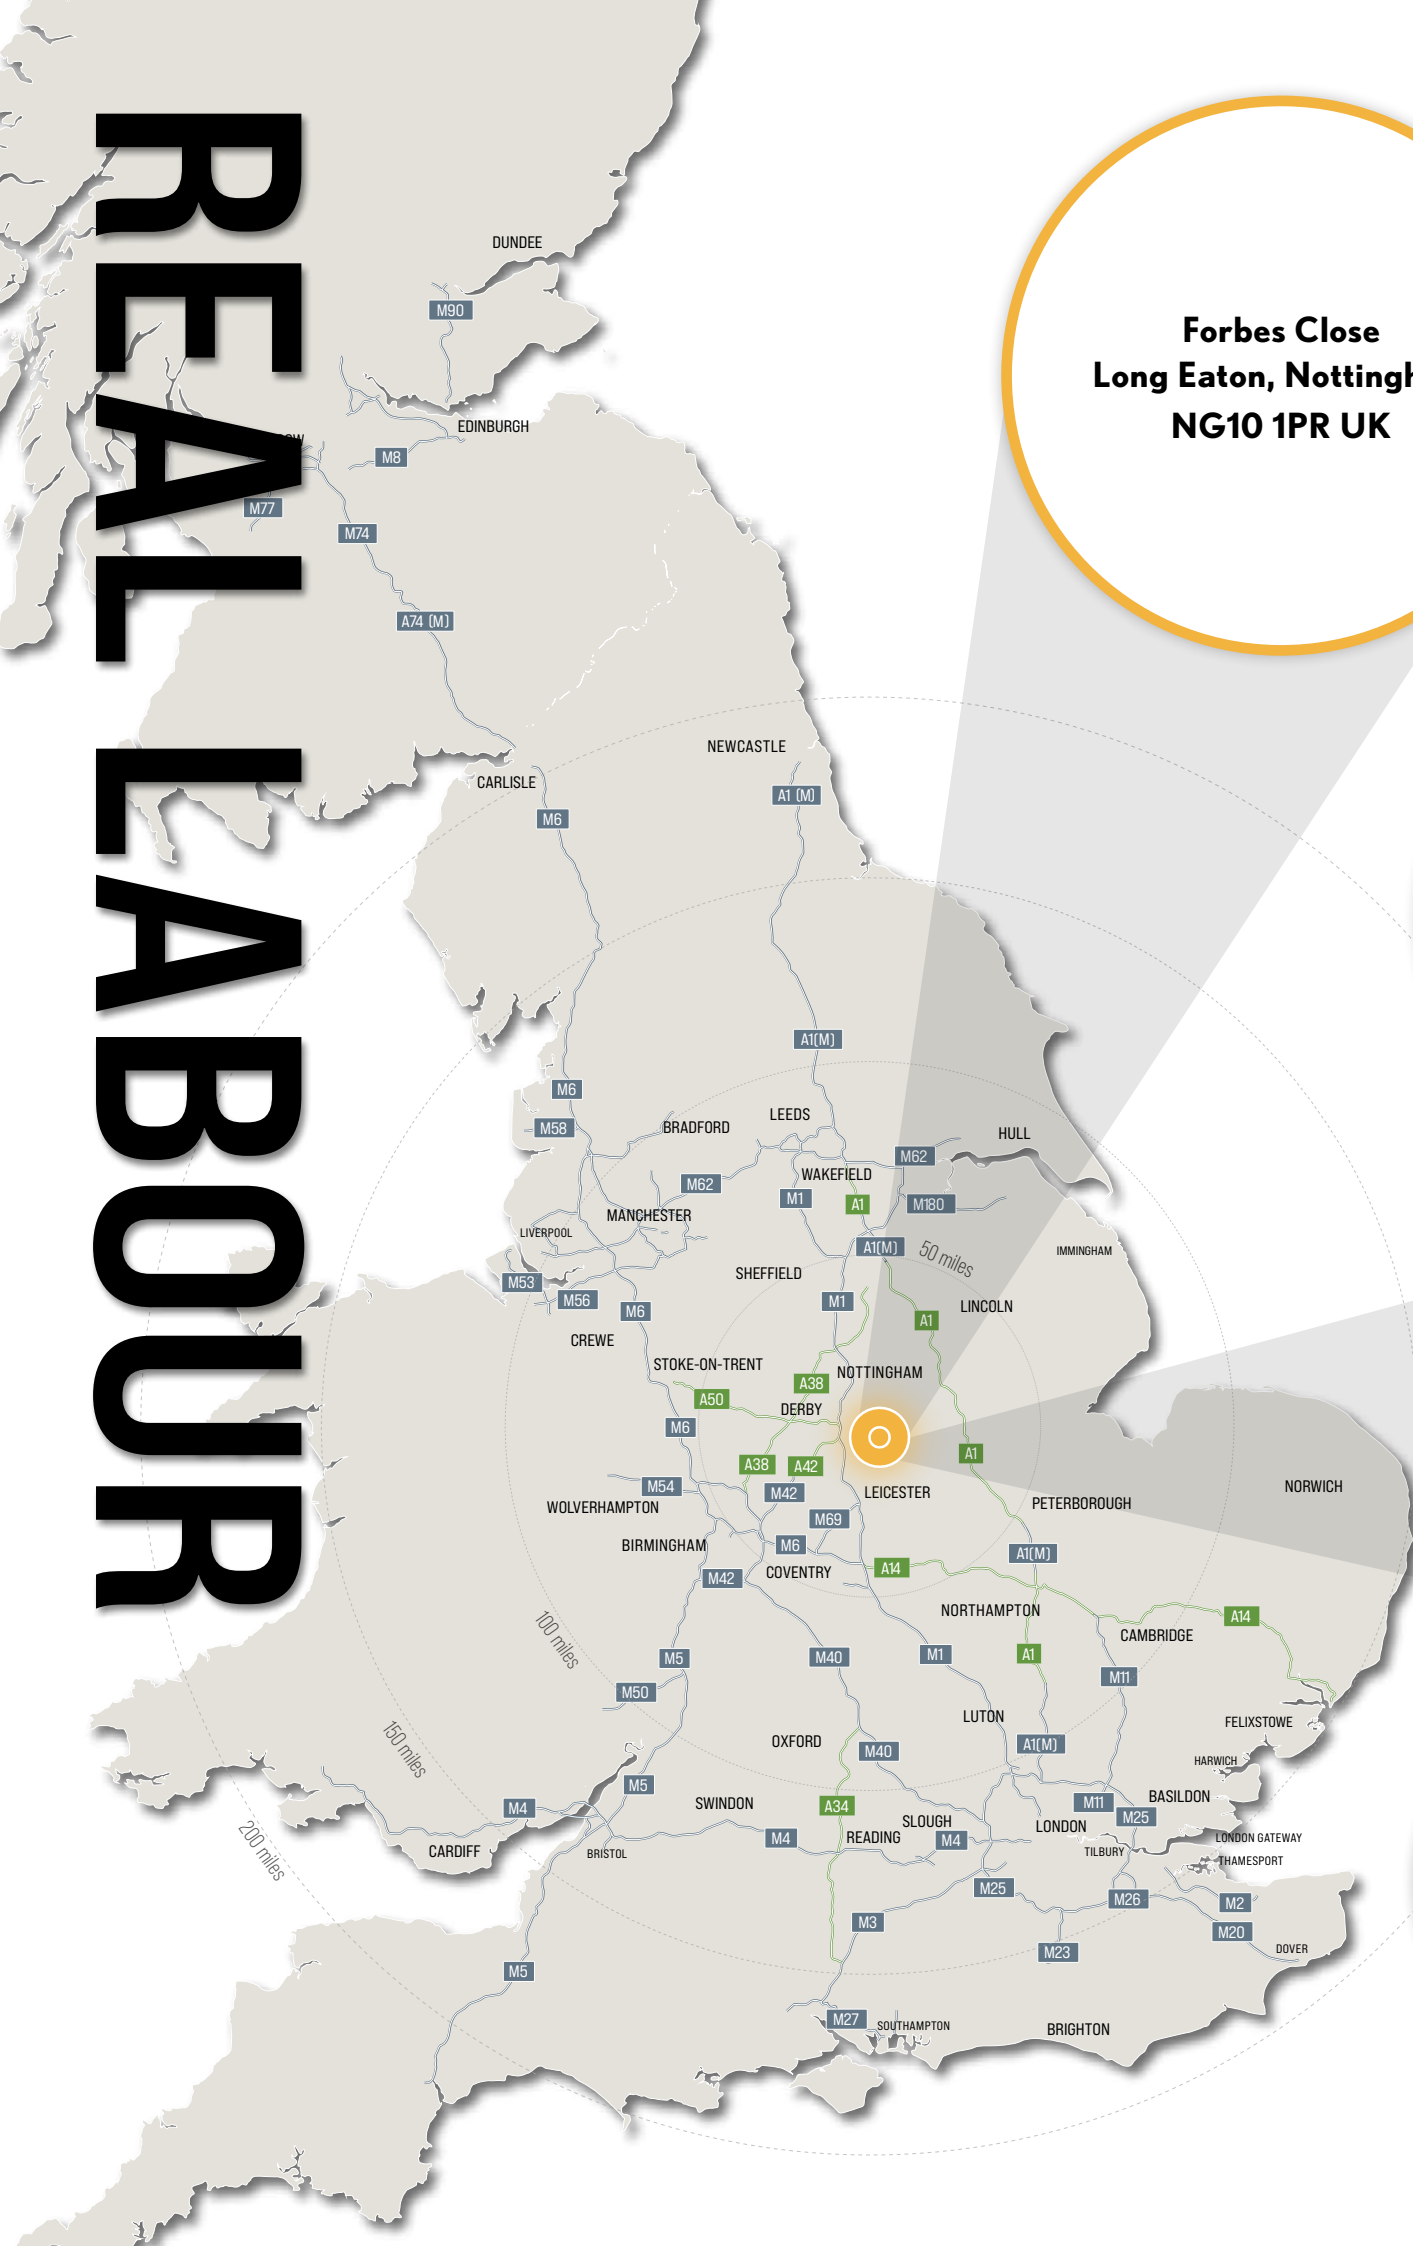 REAL LABOUR
Forbes Close
Long Eaton,
NG10 1PR UK
DUNDEE
M90
EDINBURGH
M8
M77
M74
A74 (M)
NEWCASTLE
CARLISLE
A1 (M)
M6
A1(M)
M6
M58
BRADFORD
LEEDS
HULL
M62
WAKEFIELD
M62
M1
A1
M180
MANCHESTER
LIVERPOOL
A1(M)
50 miles
IMMINGHAM
SHEFFIELD
M53
M56
M6
M1
LINCOLN
A1
CREWE
STOKE-ON-TRENT
NOTTINGHAM
A38
A50
DERBY
M6
A1
A38
A42
M54
M42
LEICESTER
NORWICH
WOLVERHAMPTON
PETERBOROUGH
M69
BIRMINGHAM
M6
A1(M)
M42
COVENTRY
A14
NORTHAMPTON
A14
100 miles
CAMBRIDGE
M5
M40
M1
A1
M11
M50
LUTON
FELIXSTOWE
150 miles
OXFORD
M40
A1(M)
HARWICH
M5
SWINDON
A34
M11
BASILDON
M4
M25
SLOUGH
LONDON
M4
READING
M4
LONDON GATEWAY
200 miles
CARDIFF
BRISTOL
TILBURY
THAMESPORT
M25
M26
M2
M3
M20
M23
DOVER
M5
M27
SOUTHAMPTON
BRIGHTON